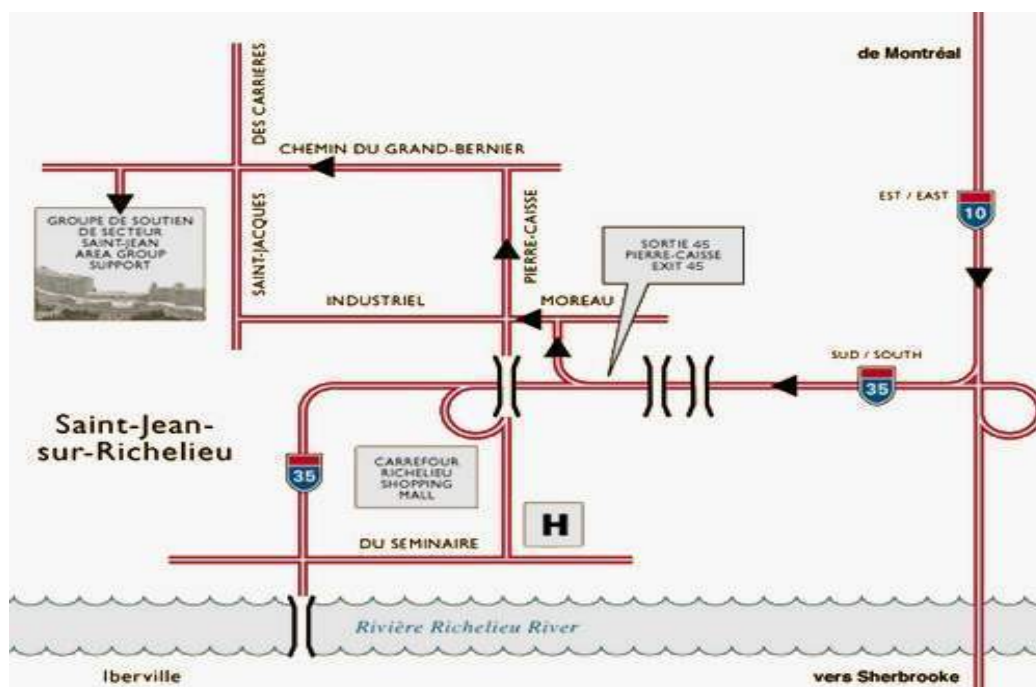 de Montréal
DES CARRIÈRES
CHEMIN DU GRAND-BERNIER
EST / EAST
10
GROUPE DE SOUTIEN
DE SECTEUR
SAINT-JEAN
AREA GROUP
SUPPORT
SAINT-JACQUES
PIERRE-CAISSE
SORTIE 45
PIERRE-CAISSE
EXIT 45
INDUSTRIEL
MOREAU
SUD / SOUTH
35
Saint-Jean-
sur-Richelieu
35
CARREFOUR
RICHELIEU
SHOPPING
MALL
H
DU SEMINAIRE
Rivière Richelieu River
Iberville
vers Sherbrooke